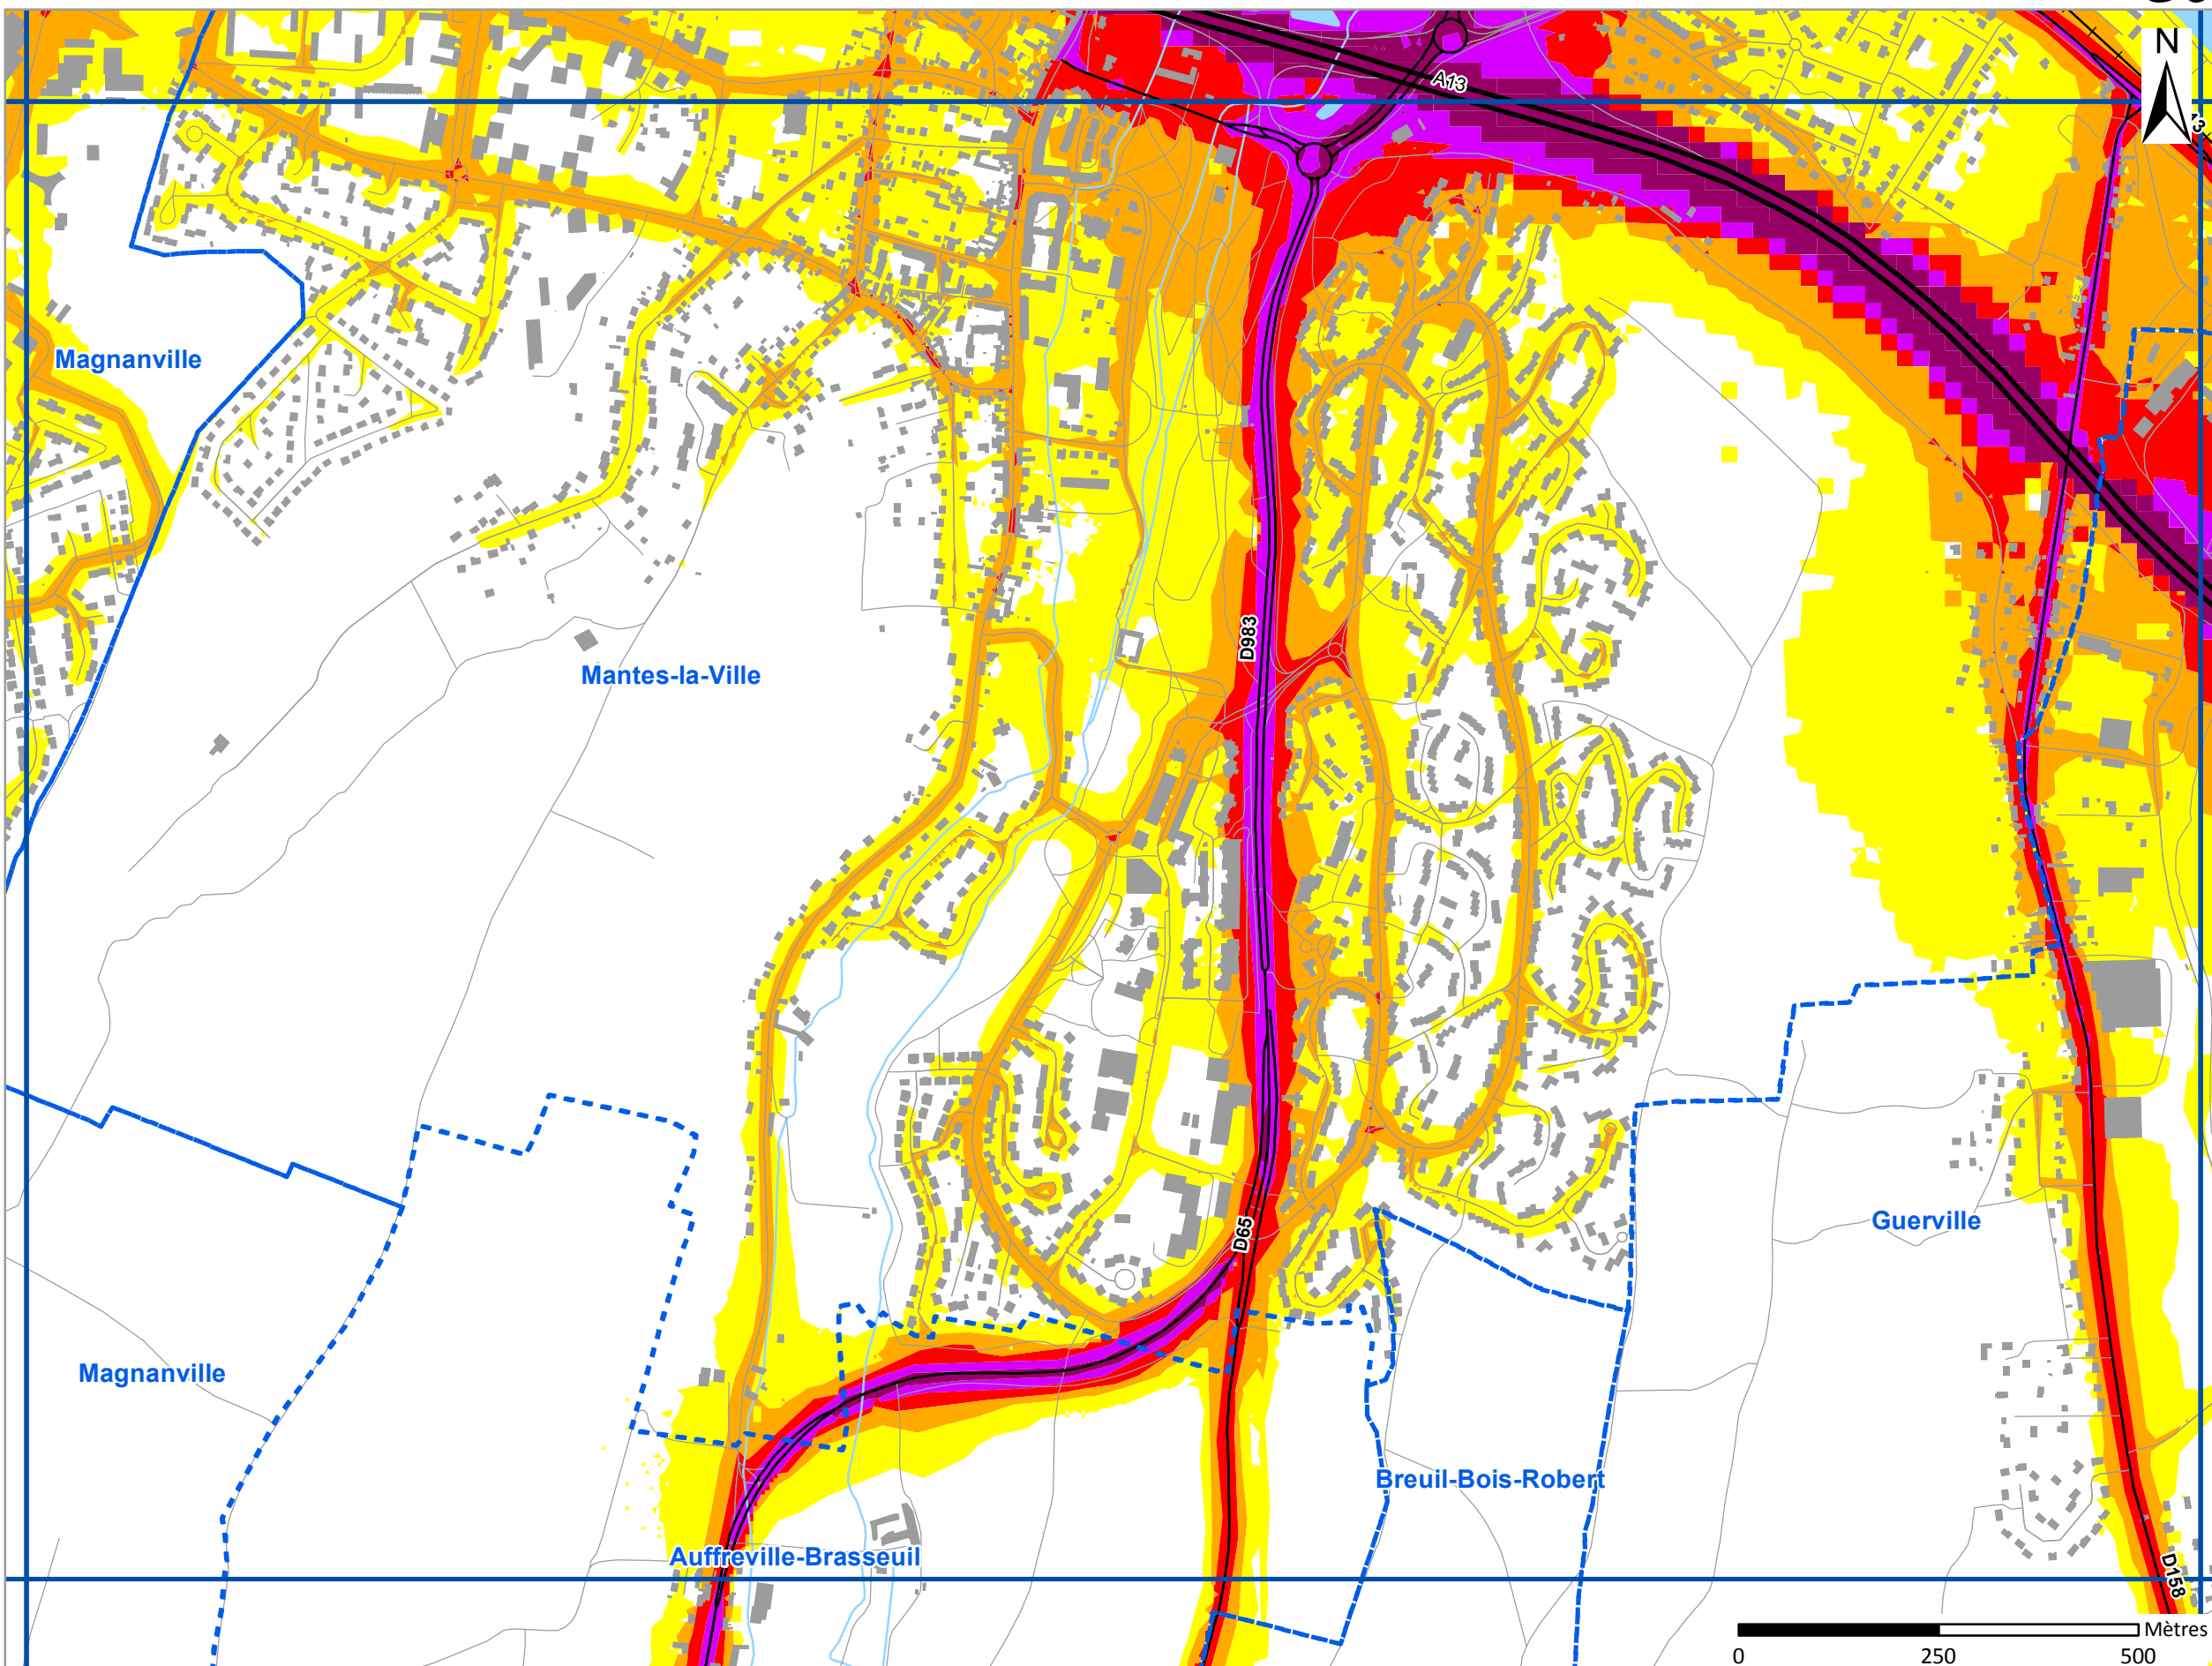 N
A13
Magnanville
D983
Mantes-la-Ville
D65
Guerville
Magnanville
Breuil-Bois-Robert
Auffreville-Brasseuil
D158
Mètres
0 250 500